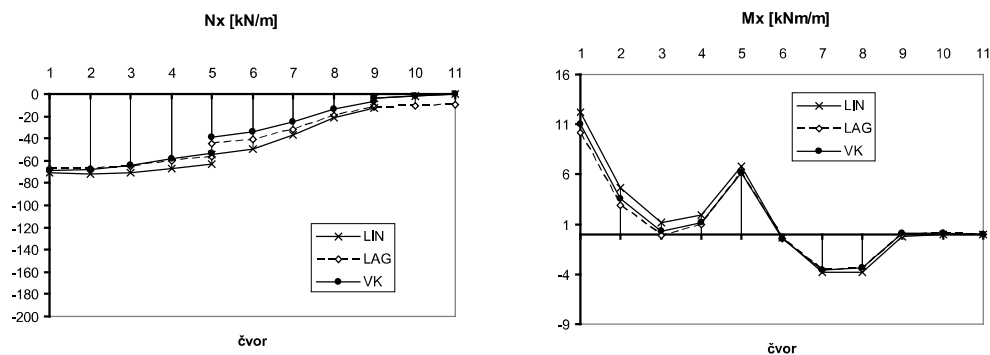 Nx [kN/m]
1 2 3 4 5 6 7 8 9 10 11
0
-20
-40
-60
-80
-100
-120
-140
-160
-180
-200
LIN
LAG
VK
čvor
Mx [kNm/m]
1 2 3 4 5 6 7 8 9 10 11
16
11
6
1
-4
-9
LIN
LAG
VK
čvor